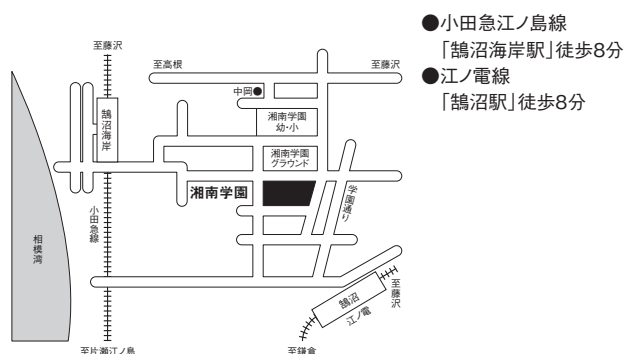 ●小田急江ノ島線
「鵠沼海岸駅」徒歩8分
●江ノ電線
「鵠沼駅」徒歩8分
至藤沢
至高根
至藤沢
中岡●
鵠沼海岸
湘南学園
幼・小
湘南学園
グラウンド
湘南学園
学園通り
小田急線
相模湾
鵠沼
江ノ電
至藤沢
至片瀬江ノ島
至鎌倉